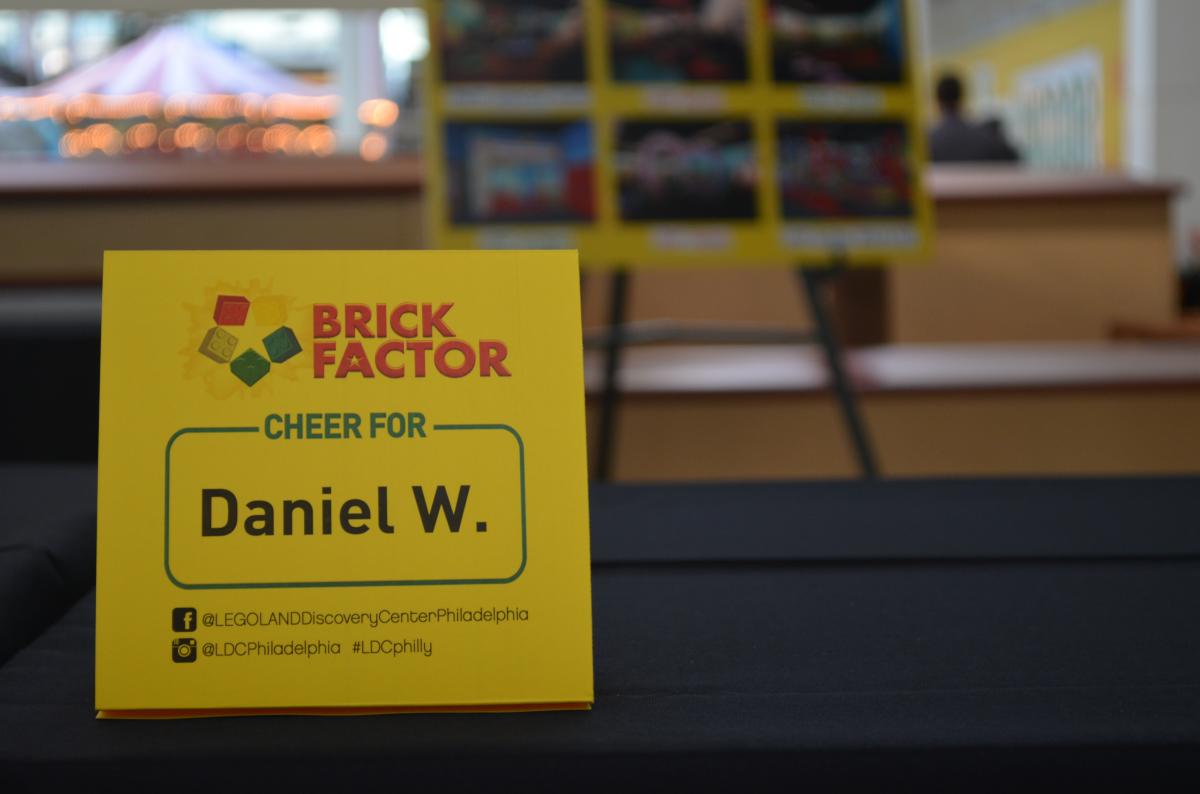 BRICK
FACTOR
CHEER FOR
Daniel W.
@LEGOLANDDiscoveryCenterPhiladelphia
@LDCPhiladelphia #LDCphilly